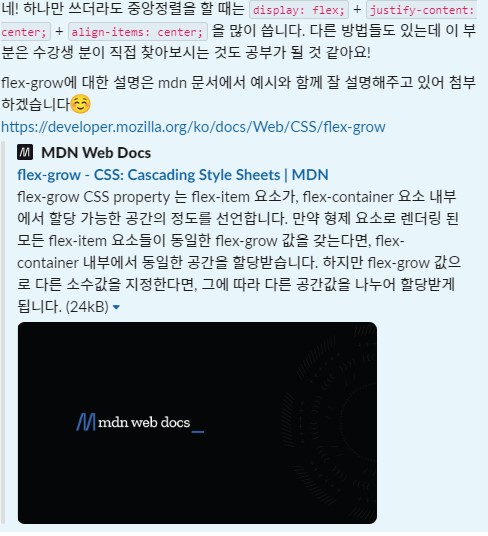 네! 하나만 쓰더라도 중앙정렬을 할 때는 display: flex; + justify-content:
center; + align-items: center; 을 많이 씁니다. 다른 방법들도 있는데 이 부
분은 수강생 분이 직접 찾아보시는 것도 공부가 될 것 같아요!
flex-grow에 대한 설명은 mdn 문서에서 예시와 함께 잘 설명해주고 있어 첨부
하겠습니다☺️
https://developer.mozilla.org/ko/docs/Web/CSS/flex-grow
MDN Web Docs
flex-grow - CSS: Cascading Style Sheets | MDN
flex-grow CSS property 는 flex-item 요소가, flex-container 요소 내부
에서 할당 가능한 공간의 정도를 선언합니다. 만약 형제 요소로 렌더링 된
모든 flex-item 요소들이 동일한 flex-grow 값을 갖는다면, flex-
container 내부에서 동일한 공간을 할당받습니다. 하지만 flex-grow 값으
로 다른 소수값을 지정한다면, 그에 따라 다른 공간값을 나누어 할당받게
됩니다. (24kB)
mdn web docs_